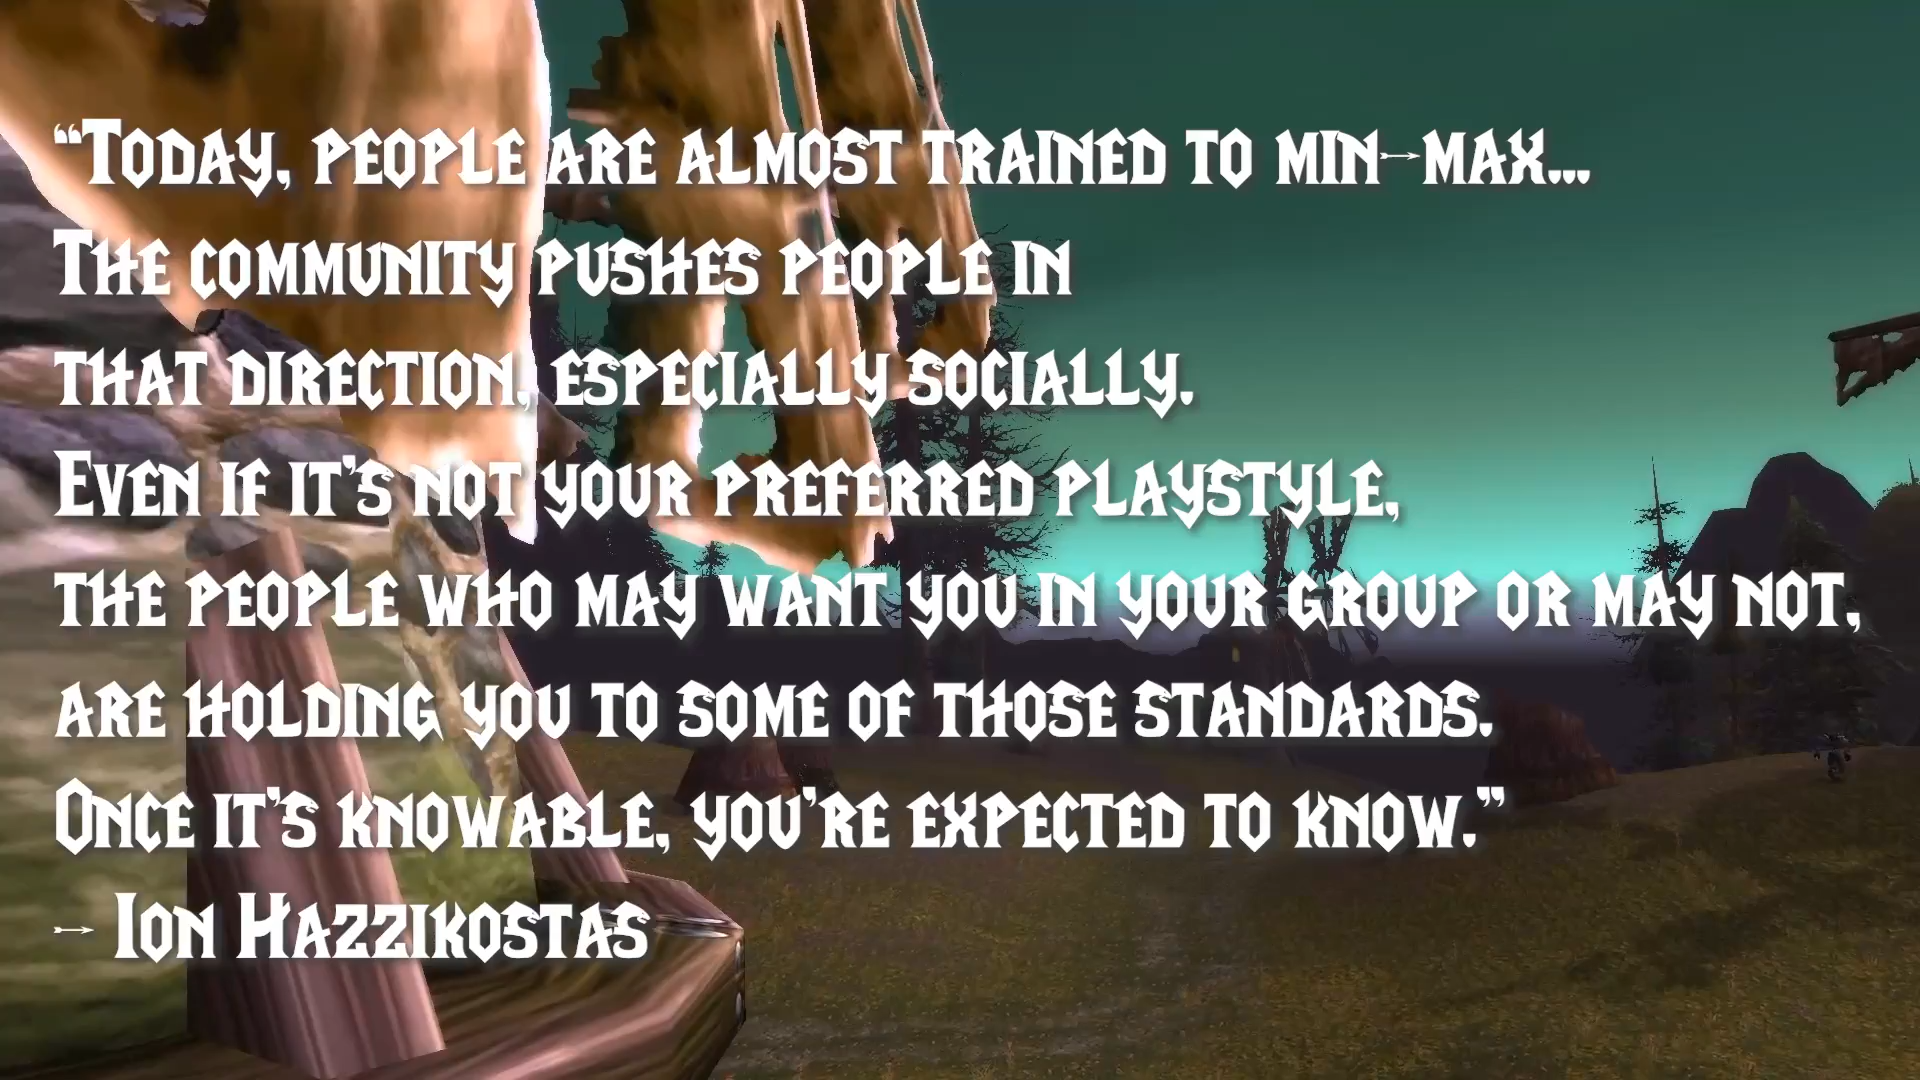 “Today, people are almost trained to min-max...
The community pushes people in
that direction, especially socially.
Even if it’s not your preferred playstyle,
the people who may want you in your group or may not,
are holding you to some of those standards.
Once it’s knowable, you’re expected to know.”
- Ion Hazzikostas